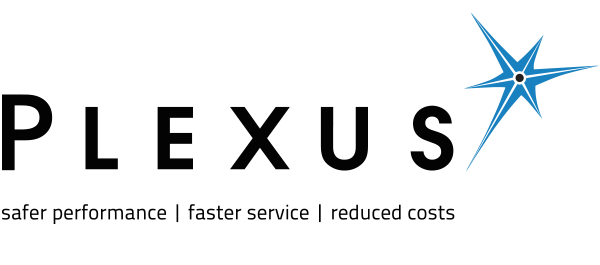 PLEXUS
safer performance | faster service | reduced costs